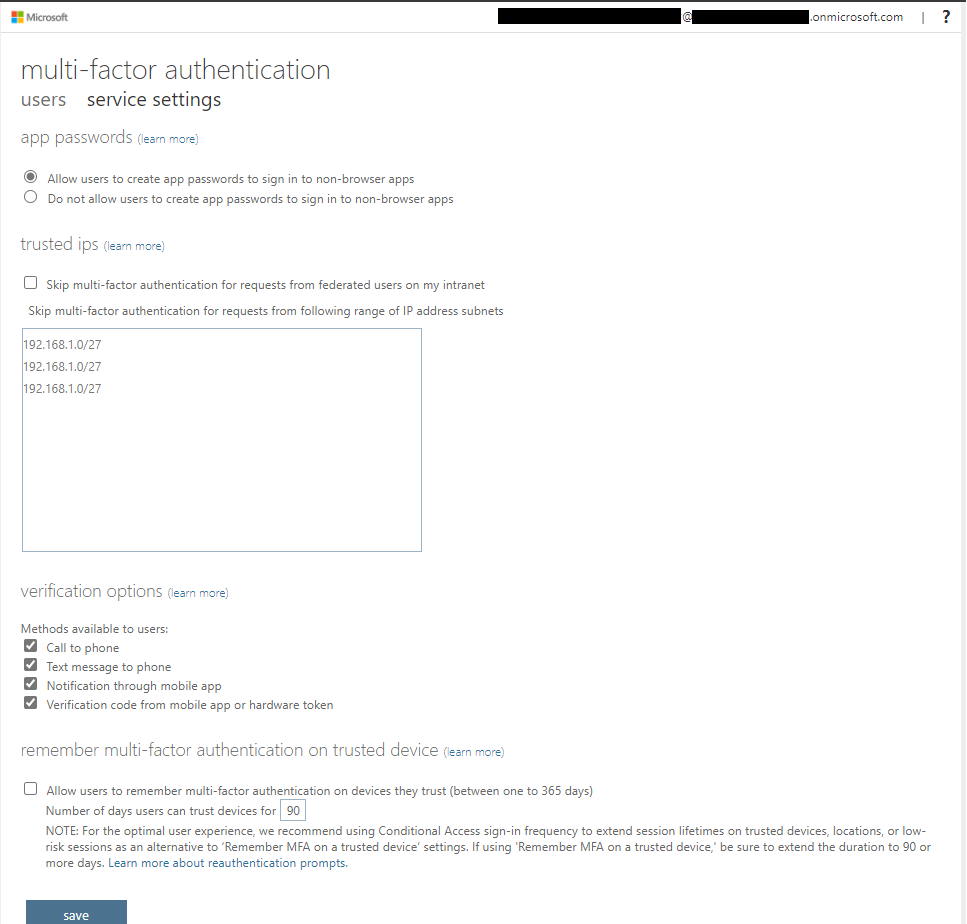 Microsoft
@ .onmicrosoft.com | ?
multi-factor authentication
users service settings
app passwords (learn more)
Allow users to create app passwords to sign in to non-browser apps
Do not allow users to create app passwords to sign in to non-browser apps
trusted ips (learn more)
Skip multi-factor authentication for requests from federated users on my intranet
Skip multi-factor authentication for requests from following range of IP address subnets
192.168.1.0/27
192.168.1.0/27
192.168.1.0/27
verification options (learn more)
Methods available to users:
Call to phone
Text message to phone
Notification through mobile app
Verification code from mobile app or hardware token
remember multi-factor authentication on trusted device (learn more)
Allow users to remember multi-factor authentication on devices they trust (between one to 365 days)
Number of days users can trust devices for 90
NOTE: For the optimal user experience, we recommend using Conditional Access sign-in frequency to extend session lifetimes on trusted devices, locations, or low-
risk sessions as an alternative to 'Remember MFA on a trusted device' settings. If using 'Remember MFA on a trusted device,' be sure to extend the duration to 90 or
more days. Learn more about reauthentication prompts.
save